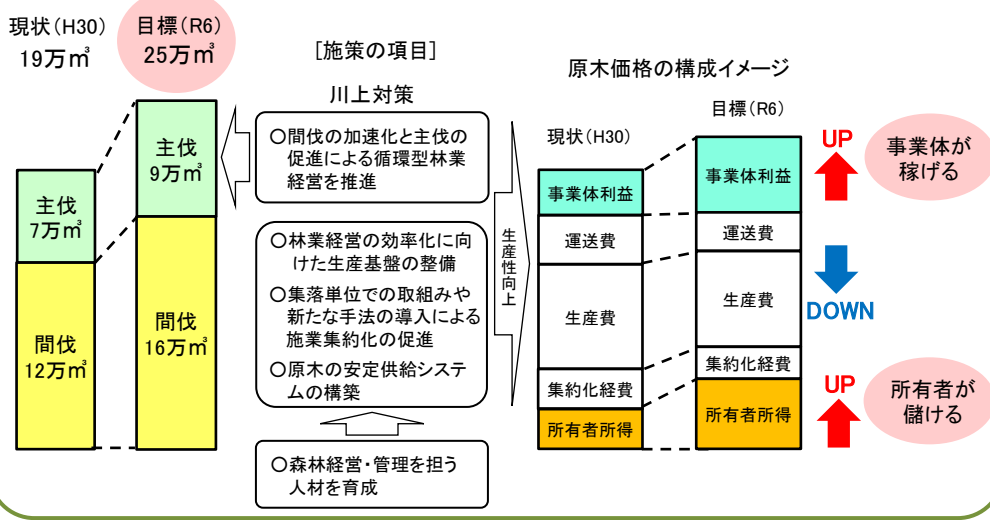 現状(H30)
19万㎥
目標(R6)
25万㎥
主伐
7万㎥
間伐
12万㎥
主伐
9万㎥
間伐
16万㎥
[施策の項目]
川上対策
〇間伐の加速化と主伐の
促進による循環型林業
経営を推進
〇林業経営の効率化に向
けた生産基盤の整備
〇集落単位での取組みや
新たな手法の導入による
施業集約化の促進
〇原木の安定供給システ
ムの構築
〇森林経営・管理を担う
人材を育成
生産性向上
原木価格の構成イメージ
現状(H30)
事業体利益
運送費
生産費
集約化経費
所有者所得
目標(R6)
事業体利益
運送費
生産費
集約化経費
所有者所得
UP
事業体が
稼げる
DOWN
UP
所有者が
儲ける